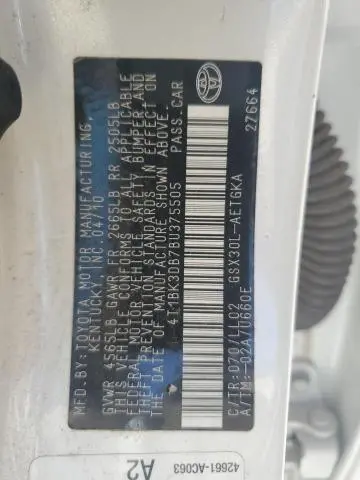 MFD. BY:TOYOTA MOTOR MANUFACTURING,
KENTUCKY, INC. 04/10
GVWR 4565LB GAWR FR 2665LB RR 2505LB
THIS VEHICLE CONFORMS TO ALL APPLICABLE
FEDERAL MOTOR VEHICLE SAFETY, BUMPER, AND
THEFT PREVENTION STANDARDS IN EFFECT ON
THE DATE OF MANUFACTURE SHOWN ABOVE.
4T1BK3DB7BU375505 PASS.CAR
C/TR:070/LL02 GSX30L-AETGKA
A/TM:-02A/U660E
27664
42661-AC063
A2